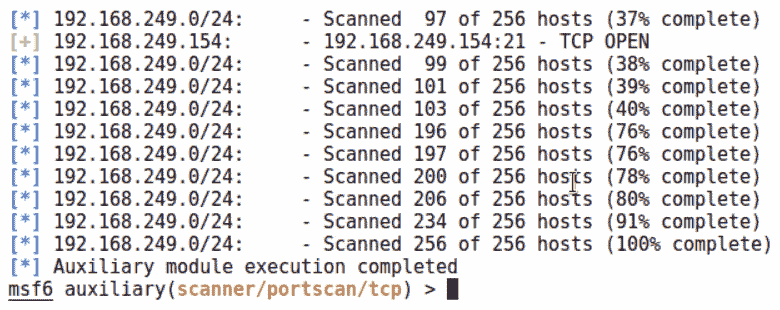 [*] 192.168.249.0/24:      - Scanned  97 of 256 hosts (37% complete)
[+] 192.168.249.154:      - 192.168.249.154:21 - TCP OPEN
[*] 192.168.249.0/24:      - Scanned  99 of 256 hosts (38% complete)
[*] 192.168.249.0/24:      - Scanned 101 of 256 hosts (39% complete)
[*] 192.168.249.0/24:      - Scanned 103 of 256 hosts (40% complete)
[*] 192.168.249.0/24:      - Scanned 196 of 256 hosts (76% complete)
[*] 192.168.249.0/24:      - Scanned 197 of 256 hosts (76% complete)
[*] 192.168.249.0/24:      - Scanned 200 of 256 hosts (78% complete)
[*] 192.168.249.0/24:      - Scanned 206 of 256 hosts (80% complete)
[*] 192.168.249.0/24:      - Scanned 234 of 256 hosts (91% complete)
[*] 192.168.249.0/24:      - Scanned 256 of 256 hosts (100% complete)
[*] Auxiliary module execution completed
msf6 auxiliary(scanner/portscan/tcp) >